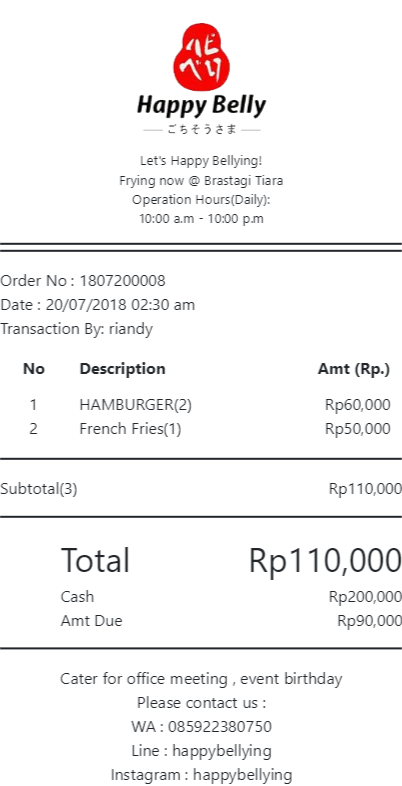 ハピ
べり
Happy Belly
ごちそうさま
Let's Happy Bellying!
Frying now @ Brastagi Tiara
Operation Hours(Daily):
10:00 a.m - 10:00 p.m
Order No : 1807200008
Date : 20/07/2018 02:30 am
Transaction By: riandy
No Description Amt (Rp.)
1 HAMBURGER(2) Rp60,000
2 French Fries(1) Rp50,000
Subtotal(3) Rp110,000
Total Rp110,000
Cash Rp200,000
Amt Due Rp90,000
Cater for office meeting , event birthday
Please contact us :
WA : 085922380750
Line : happybellying
Instagram : happybellying